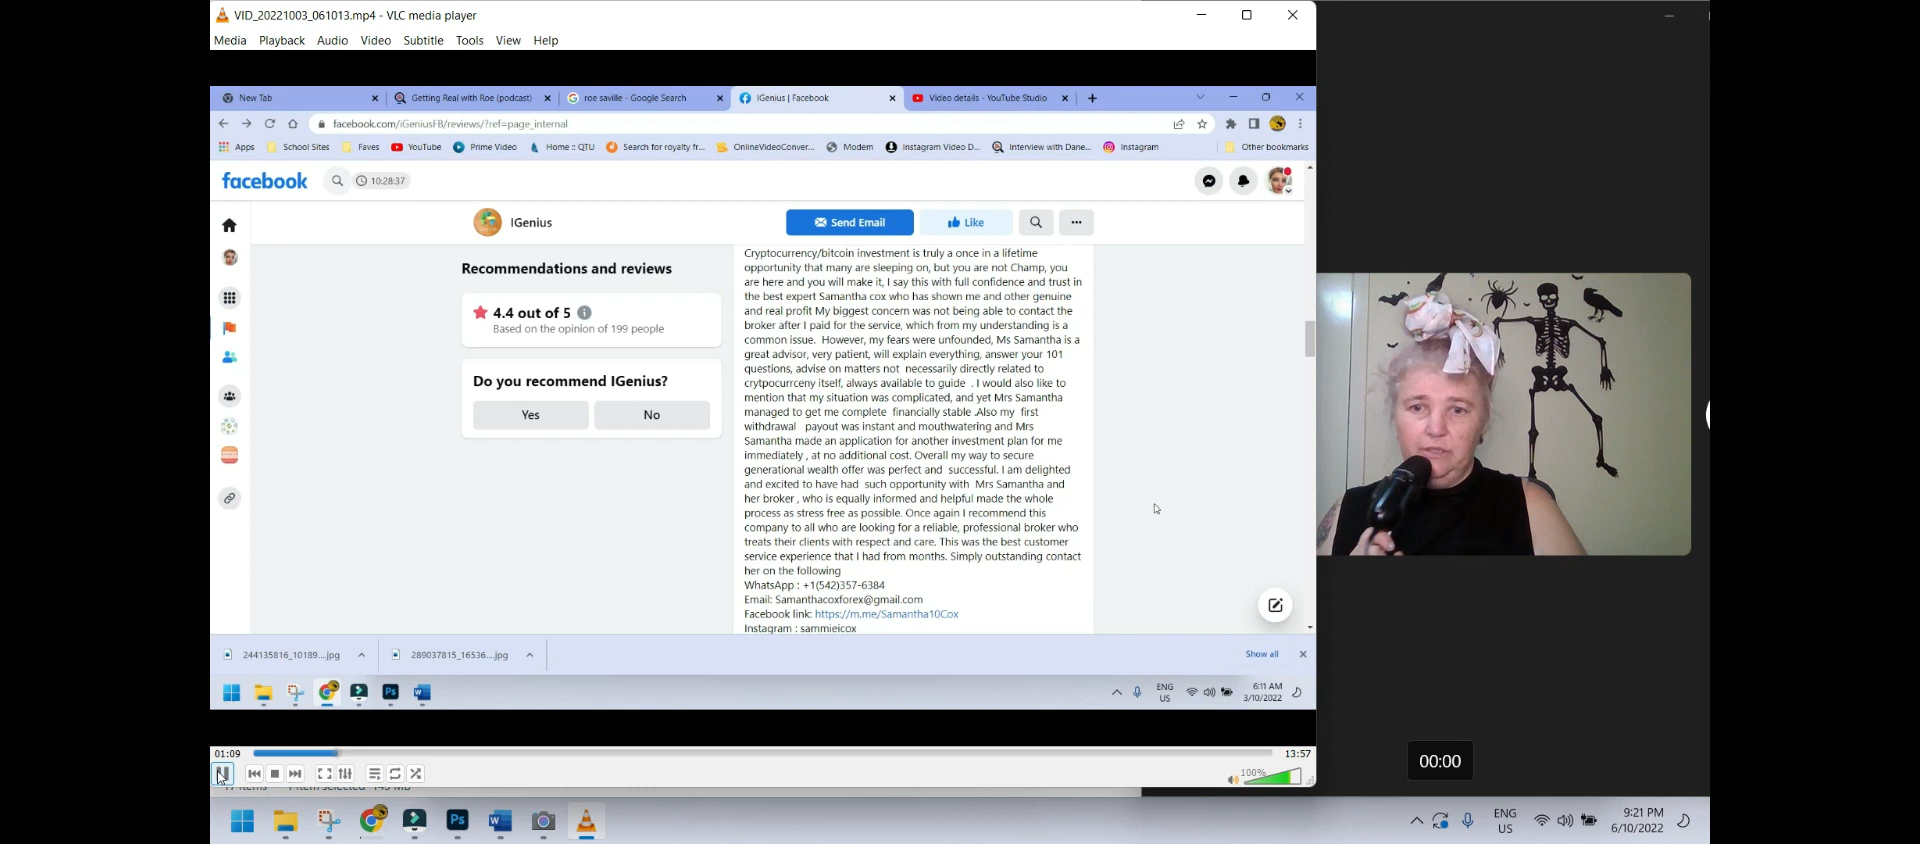 VID_20221003_061013.mp4 - VLC media player
Media Playback Audio Video Subtitle Tools View Help
New Tab
Getting Real with Roe (podcast)
roe saville - Google Search
IGenius | Facebook
Video details - YouTube Studio
facebook.com/iGeniusFB/reviews/?ref=page_internal
Apps School Sites Faves YouTube Prime Video Home :: QTU Search for royalty fr... OnlineVideoConver... Modem Instagram Video D... Interview with Dane... Instagram Other bookmarks
facebook
10:28:37
IGenius
Send Email
Like
Recommendations and reviews
4.4 out of 5
Based on the opinion of 199 people
Do you recommend IGenius?
Yes
No
Cryptocurrency/bitcoin investment is truly a once in a lifetime
opportunity that many are sleeping on, but you are not Champ, you
are here and you will make it, I say this with full confidence and trust in
the best expert Samantha cox who has shown me and other genuine
and real profit My biggest concern was not being able to contact the
broker after I paid for the service, which from my understanding is a
common issue. However, my fears were unfounded, Ms Samantha is a
great advisor, very patient, will explain everything, answer your 101
questions, advise on matters not necessarily directly related to
crytpocurrceny itself, always available to guide . I would also like to
mention that my situation was complicated, and yet Mrs Samantha
managed to get me complete financially stable .Also my first
withdrawal payout was instant and mouthwatering and Mrs
Samantha made an application for another investment plan for me
immediately , at no additional cost. Overall my way to secure
generational wealth offer was perfect and successful. I am delighted
and excited to have had such opportunity with Mrs Samantha and
her broker , who is equally informed and helpful made the whole
process as stress free as possible. Once again I recommend this
company to all who are looking for a reliable, professional broker who
treats their clients with respect and care. This was the best customer
service experience that I had from months. Simply outstanding contact
her on the following
WhatsApp : +1(542)357-6384
Email: Samanthacoxforex@gmail.com
Facebook link: https://m.me/Samantha10Cox
Instagram : sammieicox
244135816_10189....jpg
289037815_16536....jpg
Show all
ENG
US
6:11 AM
3/10/2022
01:09
13:57
100%
00:00
ENG
US
9:21 PM
6/10/2022